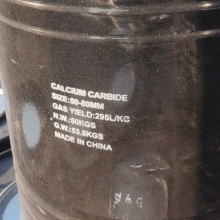 CALCIUM CARBIDE
SIZE:50-80MM
GAS YIELD:295L/KG
N.W.:50KGS
G.W.:53.5KGS
MADE IN CHINA